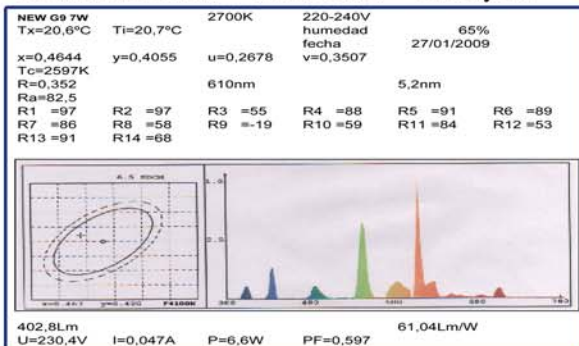 NEW G9 7W 2700K 220-240V
Tx=20,6ºC Ti=20,7ºC humedad 65%
fecha 27/01/2009
x=0,4644 y=0,4055 u=0,2678 v=0,3507
Tc=2597K
R=0,352 610nm 5,2nm
Ra=82,5
R1 =97 R2 =97 R3 =55 R4 =88 R5 =91 R6 =89
R7 =86 R8 =58 R9 =-19 R10 =59 R11 =84 R12 =53
R13 =91 R14 =68
1.0
402,8Lm 61,04Lm/W
U=230,4V I=0,047A P=6,6W PF=0,597